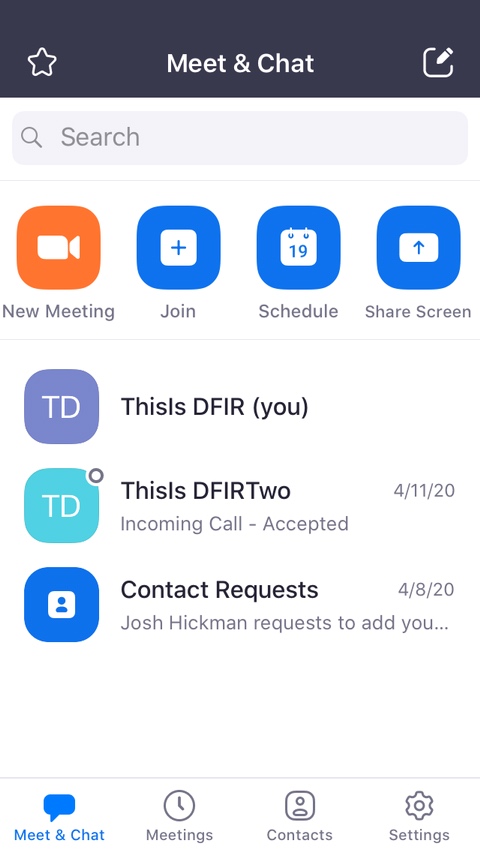 Meet & Chat
Search
19
New Meeting
Join
Schedule
Share Screen
TD
ThisIs DFIR (you)
TD
ThisIs DFIRTwo
4/11/20
Incoming Call - Accepted
Contact Requests
4/8/20
Josh Hickman requests to add you...
Meet & Chat
Meetings
Contacts
Settings